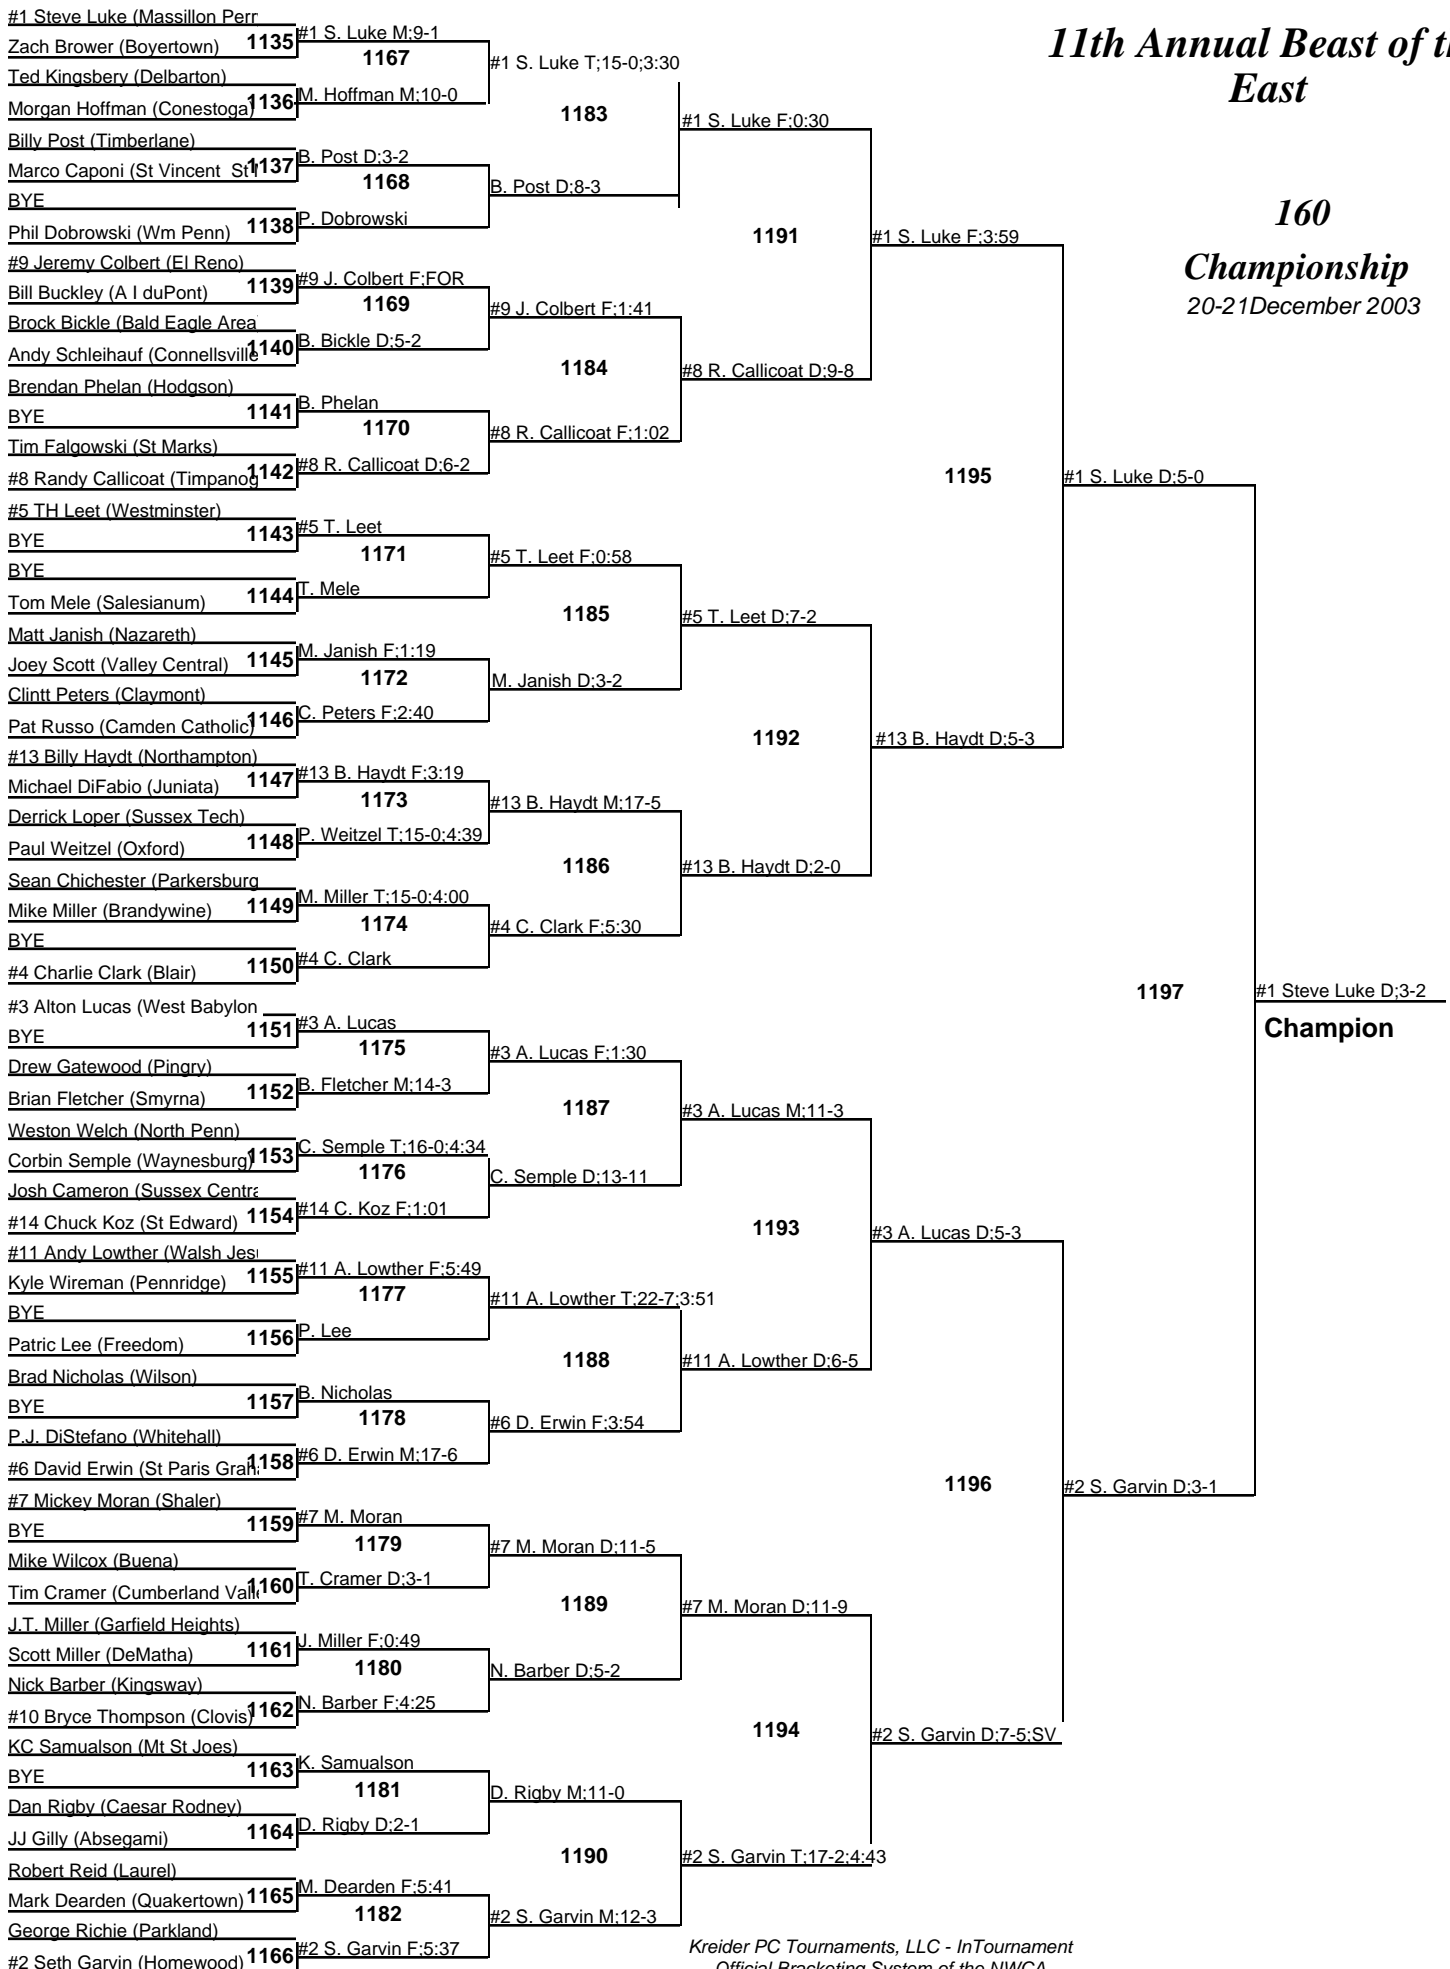 11th Annual Beast of th
East
160
Championship
20-21December 2003
#1 Steve Luke (Massillon Perr
Zach Brower (Boyertown)
1135
#1 S. Luke M;9-1
1167
Ted Kingsbery (Delbarton)
Morgan Hoffman (Conestoga)
1136
M. Hoffman M;10-0
#1 S. Luke T;15-0;3:30
1183
Billy Post (Timberlane)
Marco Caponi (St Vincent St
1137
B. Post D;3-2
1168
BYE
Phil Dobrowski (Wm Penn)
1138
P. Dobrowski
B. Post D;8-3
#1 S. Luke F;0:30
1191
#9 Jeremy Colbert (El Reno)
Bill Buckley (A I duPont)
1139
#9 J. Colbert F;FOR
1169
Brock Bickle (Bald Eagle Area
Andy Schleihauf (Connellsville
1140
B. Bickle D;5-2
#9 J. Colbert F;1:41
1184
Brendan Phelan (Hodgson)
BYE
1141
B. Phelan
1170
Tim Falgowski (St Marks)
#8 Randy Callicoat (Timpanog
1142
#8 R. Callicoat D;6-2
#8 R. Callicoat F;1:02
#8 R. Callicoat D;9-8
#1 S. Luke F;3:59
1195
#5 TH Leet (Westminster)
BYE
1143
#5 T. Leet
1171
BYE
Tom Mele (Salesianum)
1144
T. Mele
#5 T. Leet F;0:58
1185
Matt Janish (Nazareth)
Joey Scott (Valley Central)
1145
M. Janish F;1:19
1172
Clintt Peters (Claymont)
Pat Russo (Camden Catholic)
1146
C. Peters F;2:40
M. Janish D;3-2
#5 T. Leet D;7-2
1192
#13 Billy Haydt (Northampton)
Michael DiFabio (Juniata)
1147
#13 B. Haydt F;3:19
1173
Derrick Loper (Sussex Tech)
Paul Weitzel (Oxford)
1148
P. Weitzel T;15-0;4:39
#13 B. Haydt M;17-5
1186
Sean Chichester (Parkersburg
Mike Miller (Brandywine)
1149
M. Miller T;15-0;4:00
1174
BYE
#4 Charlie Clark (Blair)
1150
#4 C. Clark
#4 C. Clark F;5:30
#13 B. Haydt D;2-0
#13 B. Haydt D;5-3
#1 S. Luke D;5-0
1197
#1 Steve Luke D;3-2
Champion
#3 Alton Lucas (West Babylon
BYE
1151
#3 A. Lucas
1175
Drew Gatewood (Pingry)
Brian Fletcher (Smyrna)
1152
B. Fletcher M;14-3
#3 A. Lucas F;1:30
1187
Weston Welch (North Penn)
Corbin Semple (Waynesburg)
1153
C. Semple T;16-0;4:34
1176
Josh Cameron (Sussex Centra
#14 Chuck Koz (St Edward)
1154
#14 C. Koz F;1:01
C. Semple D;13-11
#3 A. Lucas M;11-3
1193
#11 Andy Lowther (Walsh Jesu
Kyle Wireman (Pennridge)
1155
#11 A. Lowther F;5:49
1177
BYE
Patric Lee (Freedom)
1156
P. Lee
#11 A. Lowther T;22-7;3:51
1188
Brad Nicholas (Wilson)
BYE
1157
B. Nicholas
1178
P.J. DiStefano (Whitehall)
#6 David Erwin (St Paris Grah
1158
#6 D. Erwin M;17-6
#6 D. Erwin F;3:54
#11 A. Lowther D;6-5
#3 A. Lucas D;5-3
1196
#7 Mickey Moran (Shaler)
BYE
1159
#7 M. Moran
1179
Mike Wilcox (Buena)
Tim Cramer (Cumberland Valle
1160
T. Cramer D;3-1
#7 M. Moran D;11-5
1189
J.T. Miller (Garfield Heights)
Scott Miller (DeMatha)
1161
J. Miller F;0:49
1180
Nick Barber (Kingsway)
#10 Bryce Thompson (Clovis)
1162
N. Barber F;4:25
N. Barber D;5-2
#7 M. Moran D;11-9
1194
KC Samualson (Mt St Joes)
BYE
1163
K. Samualson
1181
Dan Rigby (Caesar Rodney)
JJ Gilly (Absegami)
1164
D. Rigby D;2-1
D. Rigby M;11-0
1190
Robert Reid (Laurel)
Mark Dearden (Quakertown)
1165
M. Dearden F;5:41
1182
George Richie (Parkland)
#2 Seth Garvin (Homewood)
1166
#2 S. Garvin F;5:37
#2 S. Garvin M;12-3
#2 S. Garvin T;17-2;4:43
#2 S. Garvin D;7-5;SV
#2 S. Garvin D;3-1
Kreider PC Tournaments, LLC - InTournament
Official Bracketing System of the NWCA